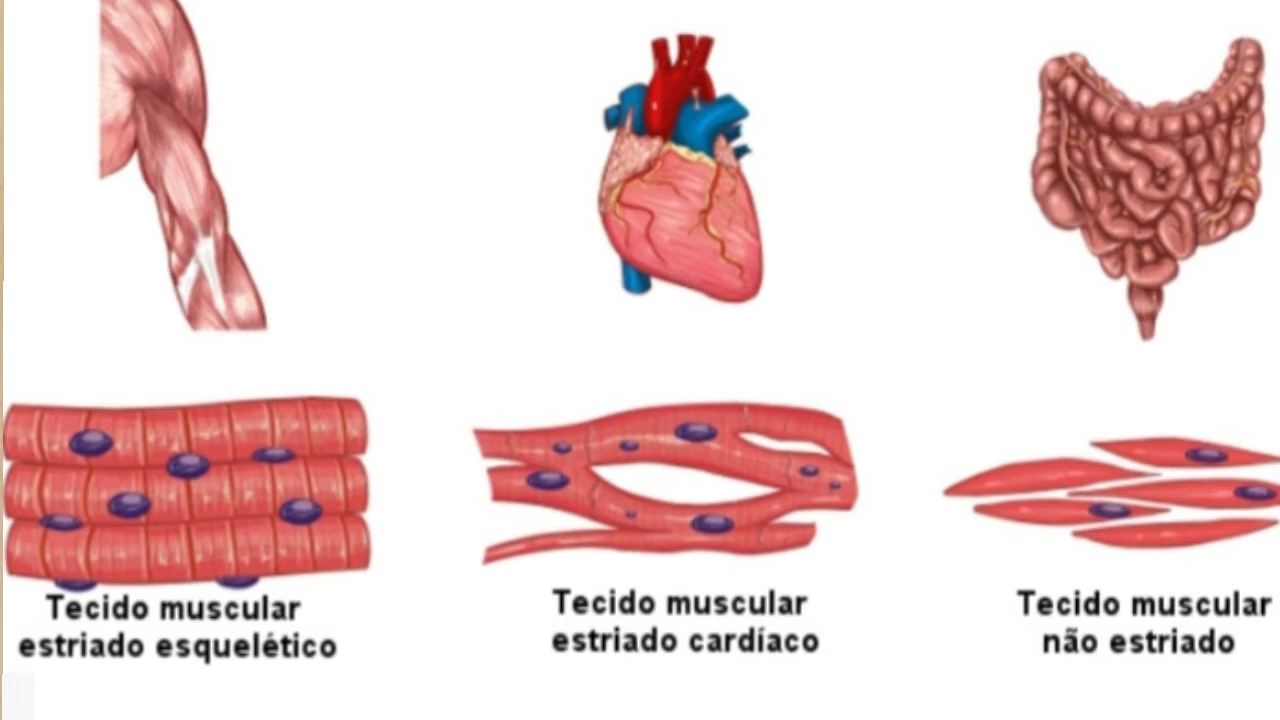 Tecido muscular
estriado esquelético
Tecido muscular
estriado cardíaco
Tecido muscular
não estriado